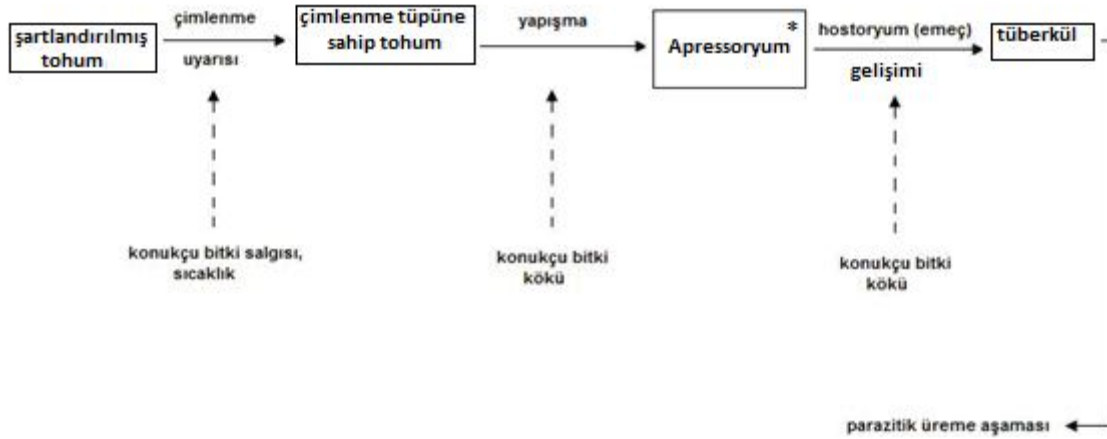 şartlandırılmış
tohum
çimlenme
uyarısı
çimlenme tüpüne
sahip tohum
yapışma
Apressoryum *
hostoryum (emeç)
gelişimi
tüberkül
konukçu bitki salgısı,
sıcaklık
konukçu bitki
kökü
konukçu bitki
kökü
parazitik üreme aşaması